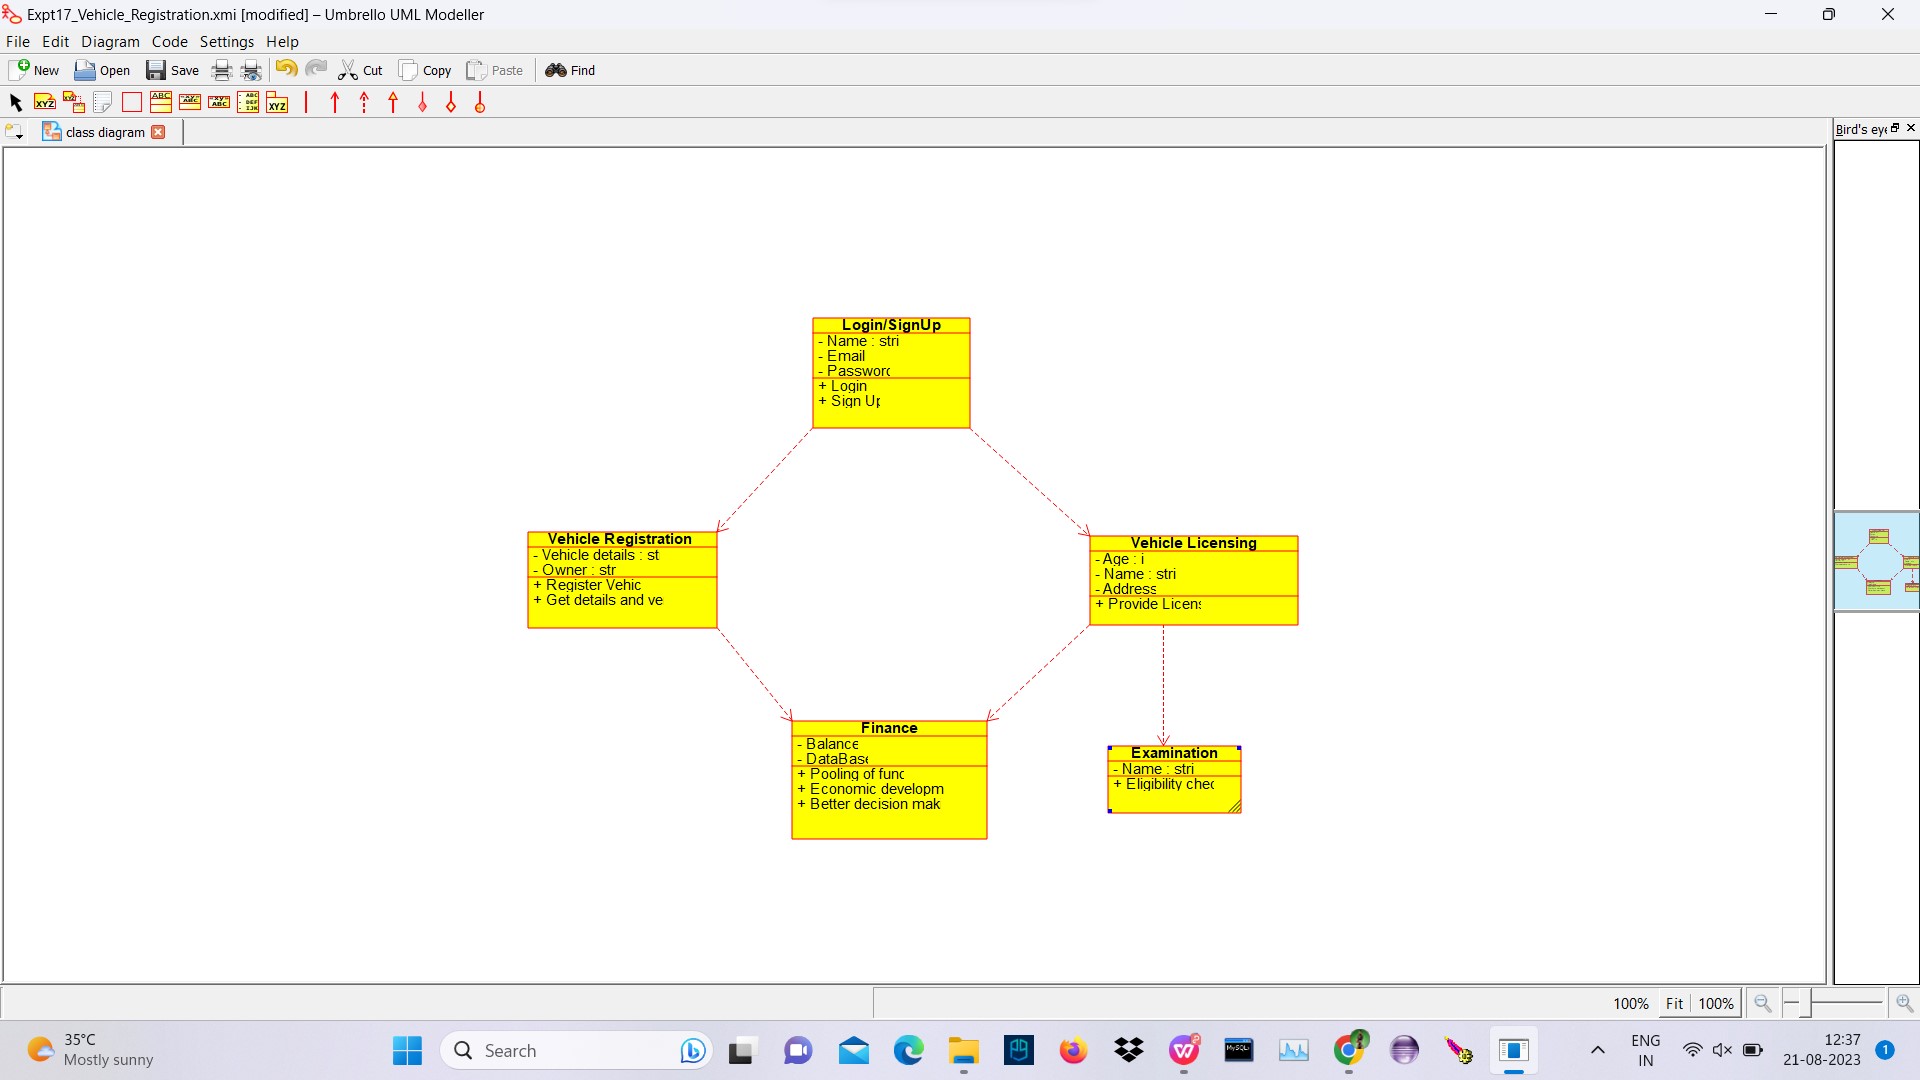 Expt17_Vehicle_Registration.xmi [modified] – Umbrello UML Modeller
File Edit Diagram Code Settings Help
New Open Save Cut Copy Paste Find
class diagram
Bird's eye
Login/SignUp
- Name : stri
- Email
- Password
+ Login
+ Sign Up
Vehicle Registration
- Vehicle details : st
- Owner : str
+ Register Vehic
+ Get details and ve
Vehicle Licensing
- Age : i
- Name : stri
- Address
+ Provide Licens
Finance
- Balance
- DataBase
+ Pooling of func
+ Economic developm
+ Better decision mak
Examination
- Name : stri
+ Eligibility chec
100% Fit 100%
35°C
Mostly sunny
Search
ENG
IN
12:37
21-08-2023
1